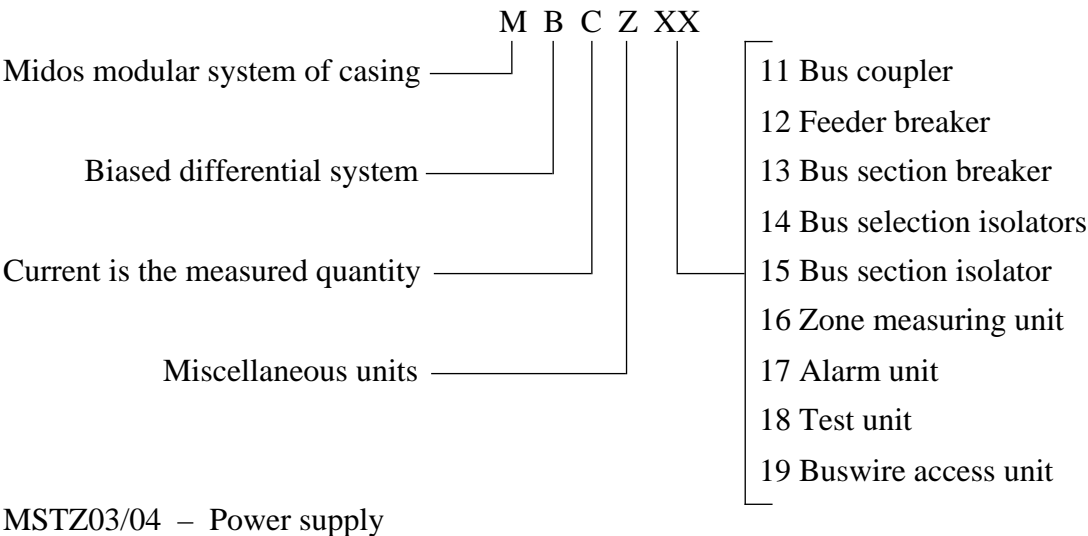 M B C Z XX
Midos modular system of casing
11 Bus coupler
12 Feeder breaker
Biased differential system
13 Bus section breaker
14 Bus selection isolators
Current is the measured quantity
15 Bus section isolator
16 Zone measuring unit
Miscellaneous units
17 Alarm unit
18 Test unit
19 Buswire access unit
MSTZ03/04 – Power supply